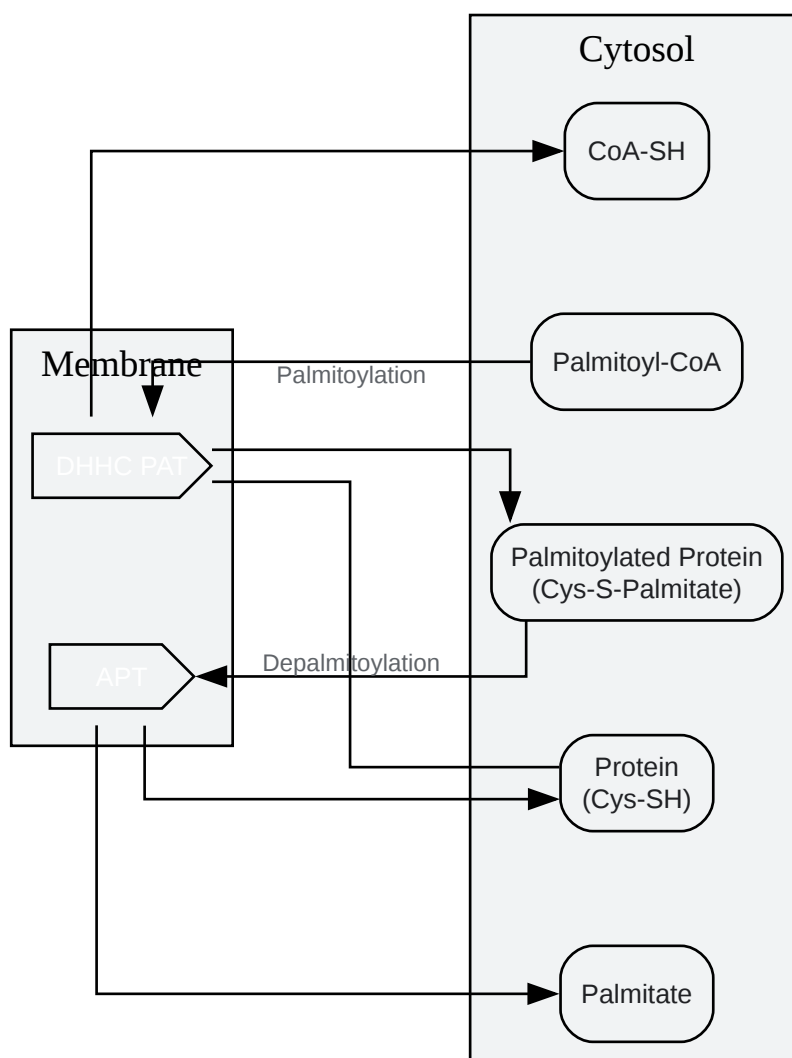 Cytosol
CoA-SH
Membrane
Palmitoyl-CoA
Palmitoylation
DHHC PAT
Palmitoylated Protein
(Cys-S-Palmitate)
Depalmitoylation
APT
Protein
(Cys-SH)
Palmitate